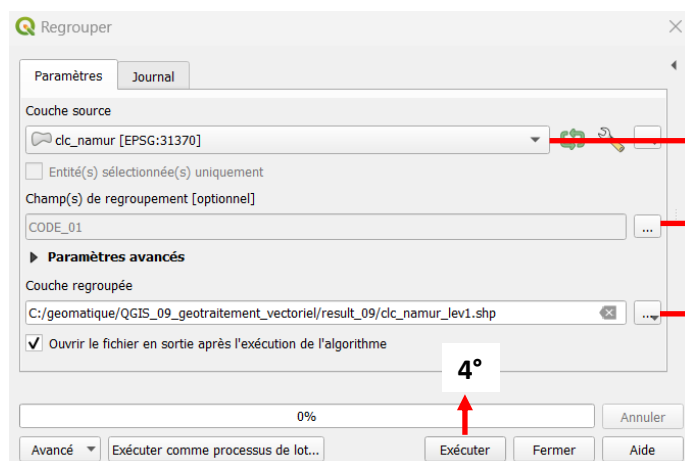 Regrouper
Paramètres Journal
Couche source
clc_namur [EPSG:31370]
Entité(s) sélectionnée(s) uniquement
Champ(s) de regroupement [optionnel]
CODE_01
...
Paramètres avancés
Couche regroupée
C:/geomatique/QGIS_09_geotraitement_vectoriel/result_09/clc_namur_lev1.shp
...
Ouvrir le fichier en sortie après l'exécution de l'algorithme
4°
0%
Annuler
Avancé Exécuter comme processus de lot... Exécuter Fermer Aide